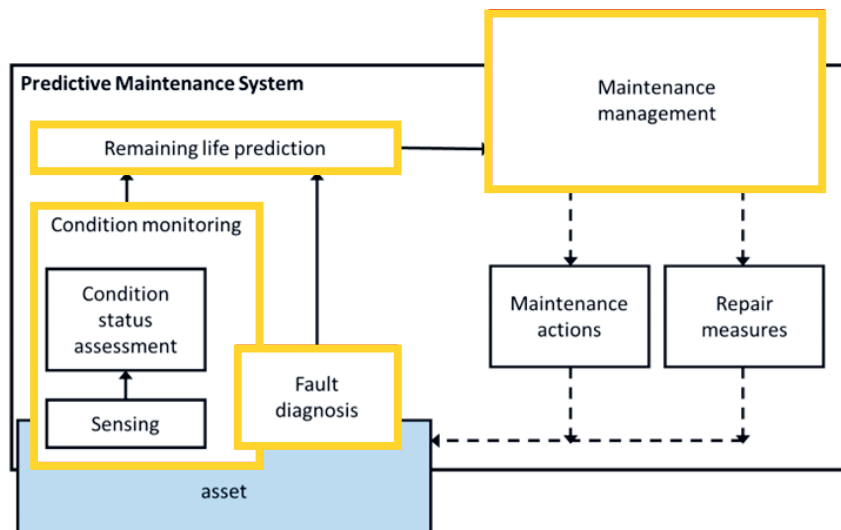 Predictive Maintenance System
Maintenance
management
Remaining life prediction
Condition monitoring
Condition
status
assessment
Sensing
Fault
diagnosis
Maintenance
actions
Repair
measures
asset